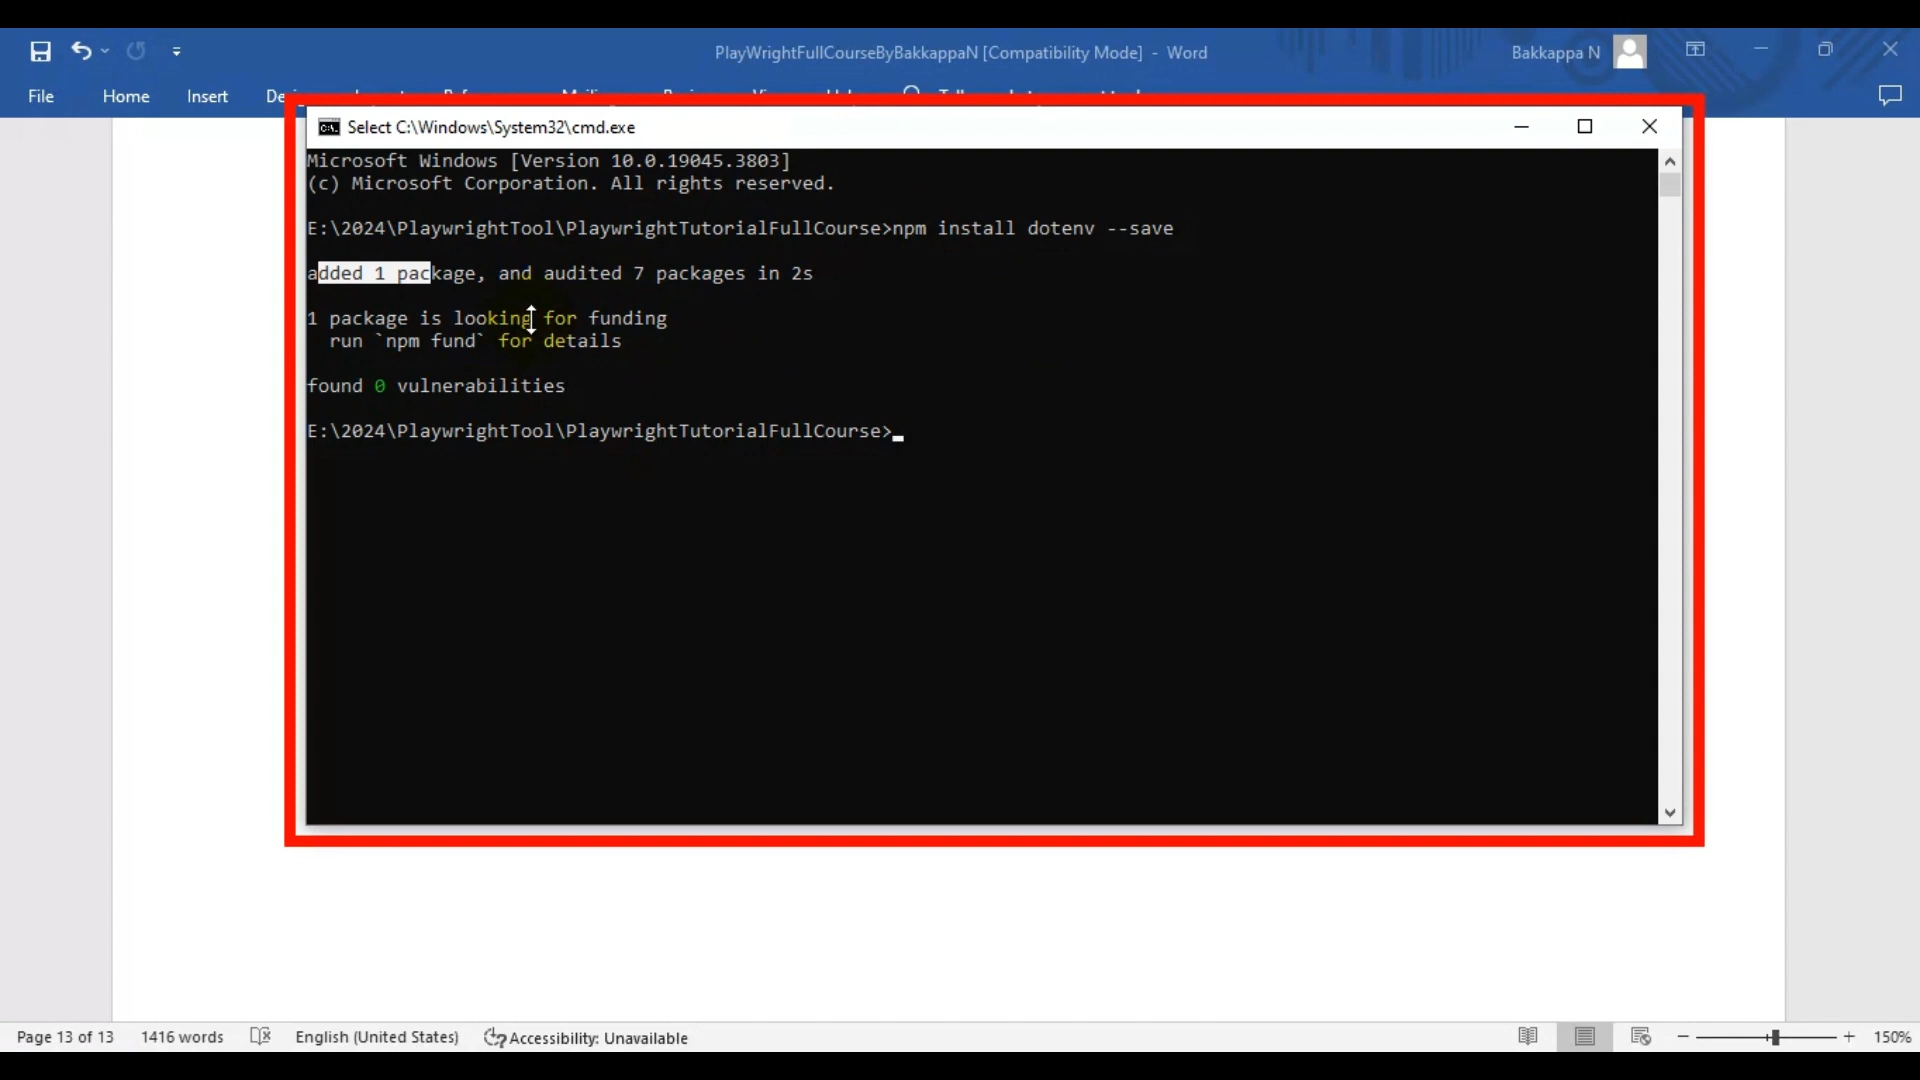 PlayWrightFullCourseByBakkappaN [Compatibility Mode] - Word
Bakkappa N
File Home Insert
Select C:\Windows\System32\cmd.exe
Microsoft Windows [Version 10.0.19045.3803]
(c) Microsoft Corporation. All rights reserved.
E:\2024\PlaywrightTool\PlaywrightTutorialFullCourse>npm install dotenv --save
added 1 package, and audited 7 packages in 2s
1 package is looking for funding
run `npm fund` for details
found 0 vulnerabilities
E:\2024\PlaywrightTool\PlaywrightTutorialFullCourse>
Page 13 of 13 1416 words English (United States) Accessibility: Unavailable 150%